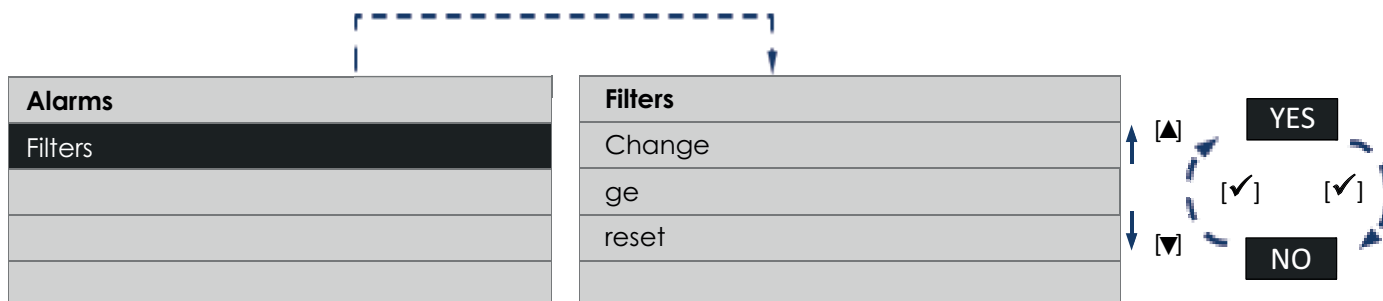 Alarms
Filters
Filters
Change
ge
reset
[▲]
[▼]
YES
[✔] [✔]
NO